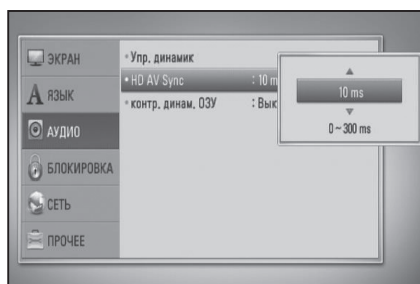 ЭКРАН
ЯЗЫК
АУДИО
БЛОКИРОВКА
СЕТЬ
ПРОЧЕЕ
Упр. динамик
HD AV Sync : 10 m
контр. динам. ОЗУ : Вык
10 ms
0 ~ 300 ms